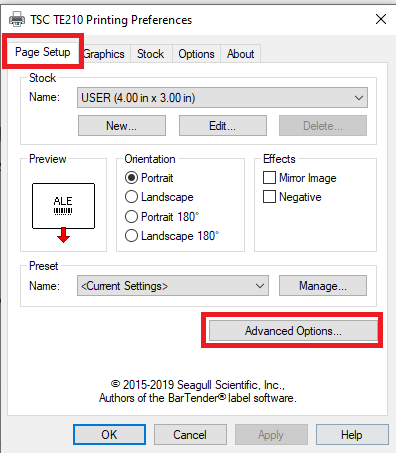 TSC TE210 Printing Preferences
Page Setup Graphics Stock Options About
Stock
Name: USER (4.00 in x 3.00 in)
New... Edit... Delete...
Preview Orientation Effects
ALE
Portrait Mirror Image
Landscape Negative
Portrait 180°
Landscape 180°
Preset
Name: <Current Settings> Manage...
Advanced Options...
© 2015-2019 Seagull Scientific, Inc.,
Authors of the BarTender® label software.
OK Cancel Apply Help